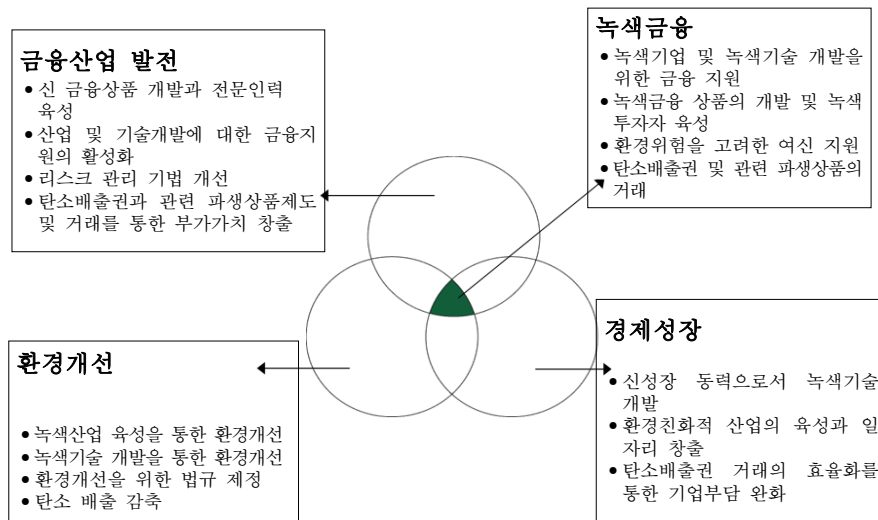 금융산업 발전
• 신 금융상품 개발과 전문인력
육성
• 산업 및 기술개발에 대한 금융지
원의 활성화
• 리스크 관리 기법 개선
• 탄소배출권과 관련 파생상품제도
및 거래를 통한 부가가치 창출
녹색금융
• 녹색기업 및 녹색기술 개발을
위한 금융 지원
• 녹색금융 상품의 개발 및 녹색
투자자 육성
• 환경위험을 고려한 여신 지원
• 탄소배출권 및 관련 파생상품의
거래
환경개선
• 녹색산업 육성을 통한 환경개선
• 녹색기술 개발을 통한 환경개선
• 환경개선을 위한 법규 제정
• 탄소 배출 감축
경제성장
• 신성장 동력으로서 녹색기술
개발
• 환경친화적 산업의 육성과 일
자리 창출
• 탄소배출권 거래의 효율화를
통한 기업부담 완화